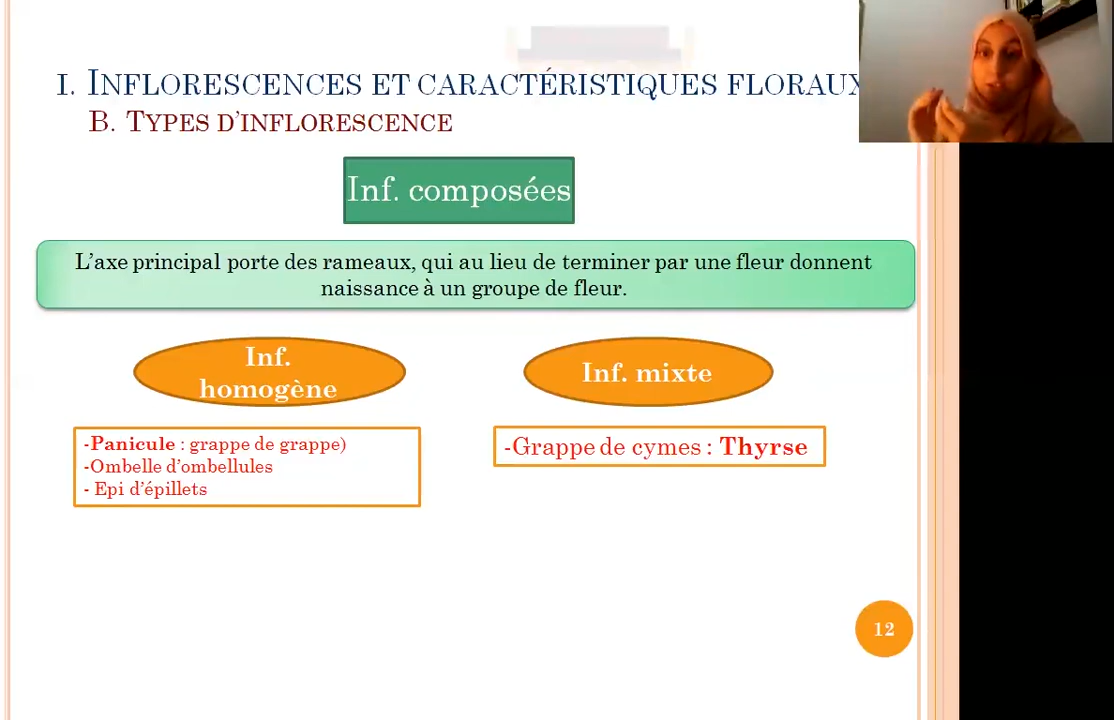 I. INFLORESCENCES ET CARACTÉRISTIQUES FLORAUX
B. TYPES D'INFLORESCENCE
Inf. composées
L'axe principal porte des rameaux, qui au lieu de terminer par une fleur donnent
naissance à un groupe de fleur.
Inf.
homogène
Inf. mixte
-Panicule : grappe de grappe)
-Ombelle d'ombellules
- Epi d'épillets
-Grappe de cymes : Thyrse
12